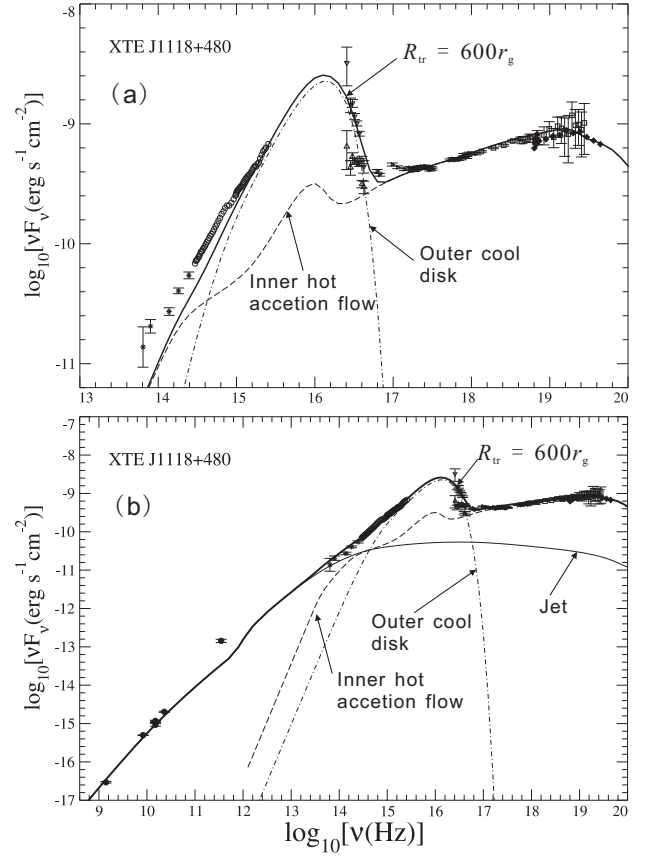 XTE J1118+480
R_tr = 600r_g
(a)
-8
-9
-10
-11
log10[νFν(erg s-1 cm-2)]
Outer cool
disk
Inner hot
accetion flow
13 14 15 16 17 18 19 20
XTE J1118+480
R_tr = 600r_g
(b)
-7
-8
-9
-10
-11
-12
-13
-14
-15
-16
-17
log10[νFν(erg s-1 cm-2)]
Jet
Outer cool
disk
Inner hot
accetion flow
9 10 11 12 13 14 15 16 17 18 19 20
log10[ν(Hz)]